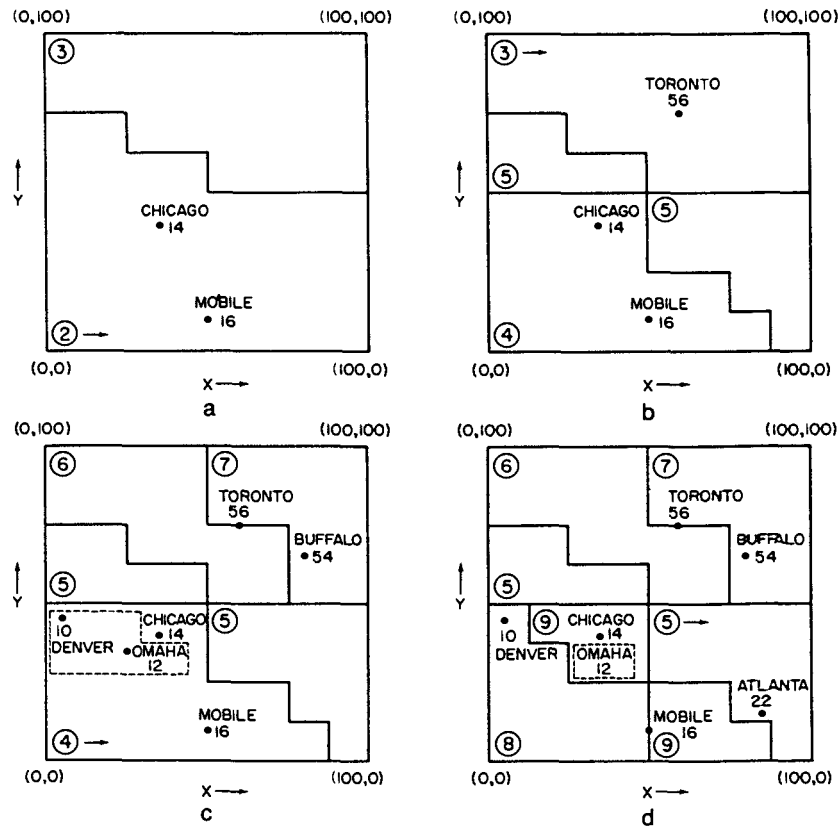 (0,100) (100,100)
③
CHICAGO
14
MOBILE
16
②
Y
(0,0) (100,0)
X
a
(0,100) (100,100)
③
TORONTO
56
⑤
⑤
CHICAGO
14
MOBILE
16
④
Y
(0,0) (100,0)
X
b
(0,100) (100,100)
⑥ ⑦
TORONTO
56
BUFFALO
54
⑤
⑤
CHICAGO
14
10
DENVER
OMAHA
12
MOBILE
16
④
Y
(0,0) (100,0)
X
c
(0,100) (100,100)
⑥ ⑦
TORONTO
56
BUFFALO
54
⑤
⑨ CHICAGO ⑤
10 14
DENVER OMAHA
12
ATLANTA
22
MOBILE
16
⑧ ⑨
Y
(0,0) (100,0)
X
d